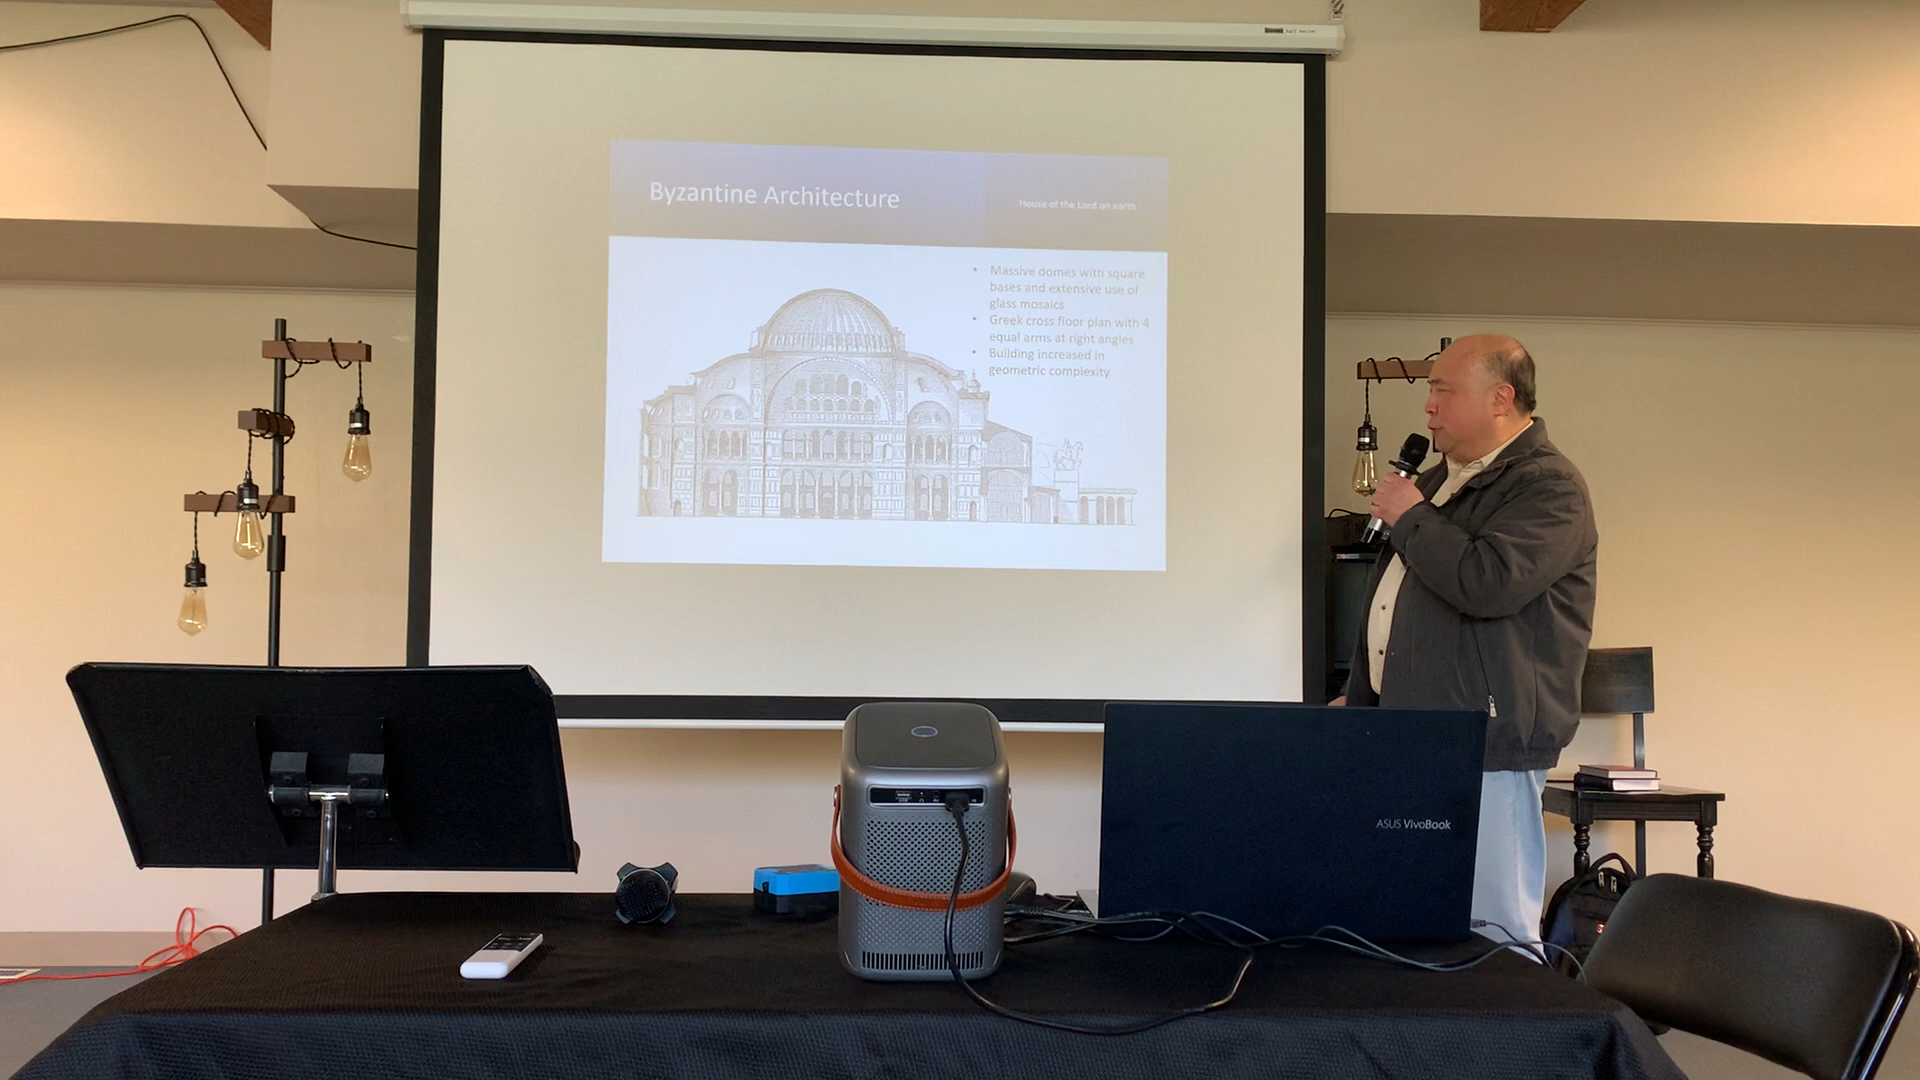 Byzantine Architecture
House of the Lord on earth
• Massive domes with square
bases and extensive use of
glass mosaics
• Greek cross floor plan with 4
equal arms at right angles
• Building increased in
geometric complexity
ASUS VivoBook